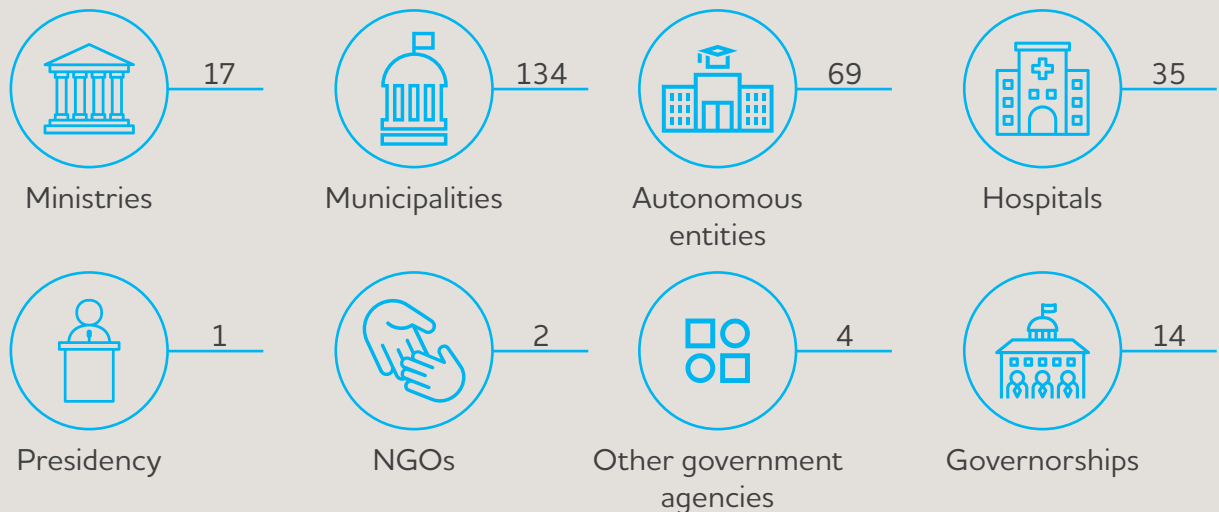 17
134
69
35
Ministries
Municipalities
Autonomous
entities
Hospitals
1
2
4
14
Presidency
NGOs
Other government
agencies
Governorships